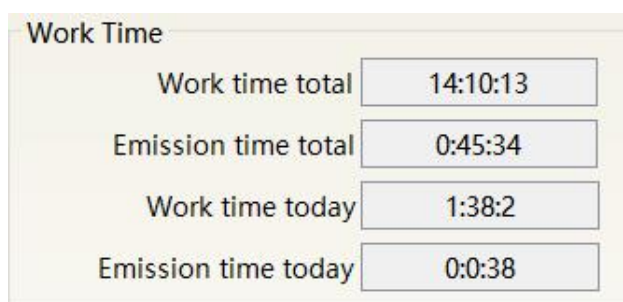 Work Time
Work time total 14:10:13
Emission time total 0:45:34
Work time today 1:38:2
Emission time today 0:0:38